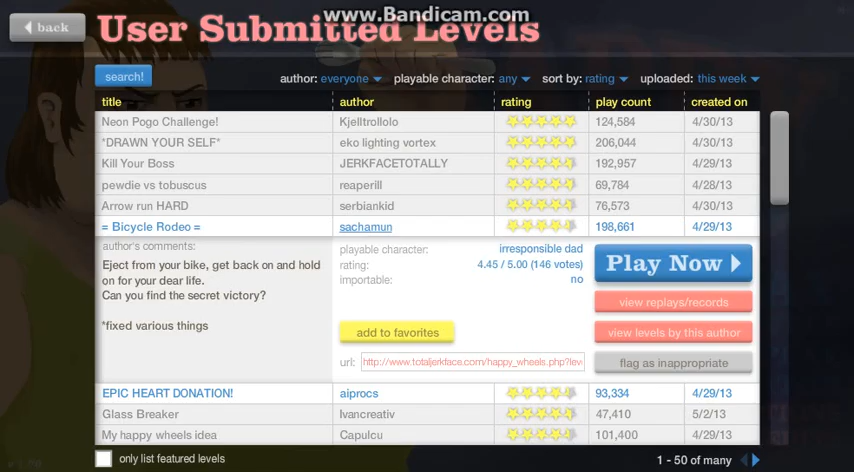 www.Bandicam.com
back
User Submitted Levels
search!
author: everyone playable character: any sort by: rating uploaded: this week
title author rating play count created on
Neon Pogo Challenge! Kjelltrollolo 124,584 4/30/13
*DRAWN YOUR SELF* eko lighting vortex 206,044 4/30/13
Kill Your Boss JERKFACETOTALLY 192,957 4/29/13
pewdie vs tobuscus reaperill 69,784 4/28/13
Arrow run HARD serbiankid 76,573 4/30/13
= Bicycle Rodeo = sachamun 198,661 4/29/13
author's comments:
Eject from your bike, get back on and hold
on for your dear life.
Can you find the secret victory?
*fixed various things
playable character: irresponsible dad
rating: 4.45 / 5.00 (146 votes)
importable: no
add to favorites
url: http://www.totaljerkface.com/happy_wheels.php?leve
Play Now
view replays/records
view levels by this author
flag as inappropriate
EPIC HEART DONATION! aiprocs 93,334 4/29/13
Glass Breaker Ivancreativ 47,410 5/2/13
My happy wheels idea Capulcu 101,400 4/29/13
only list featured levels
1 - 50 of many